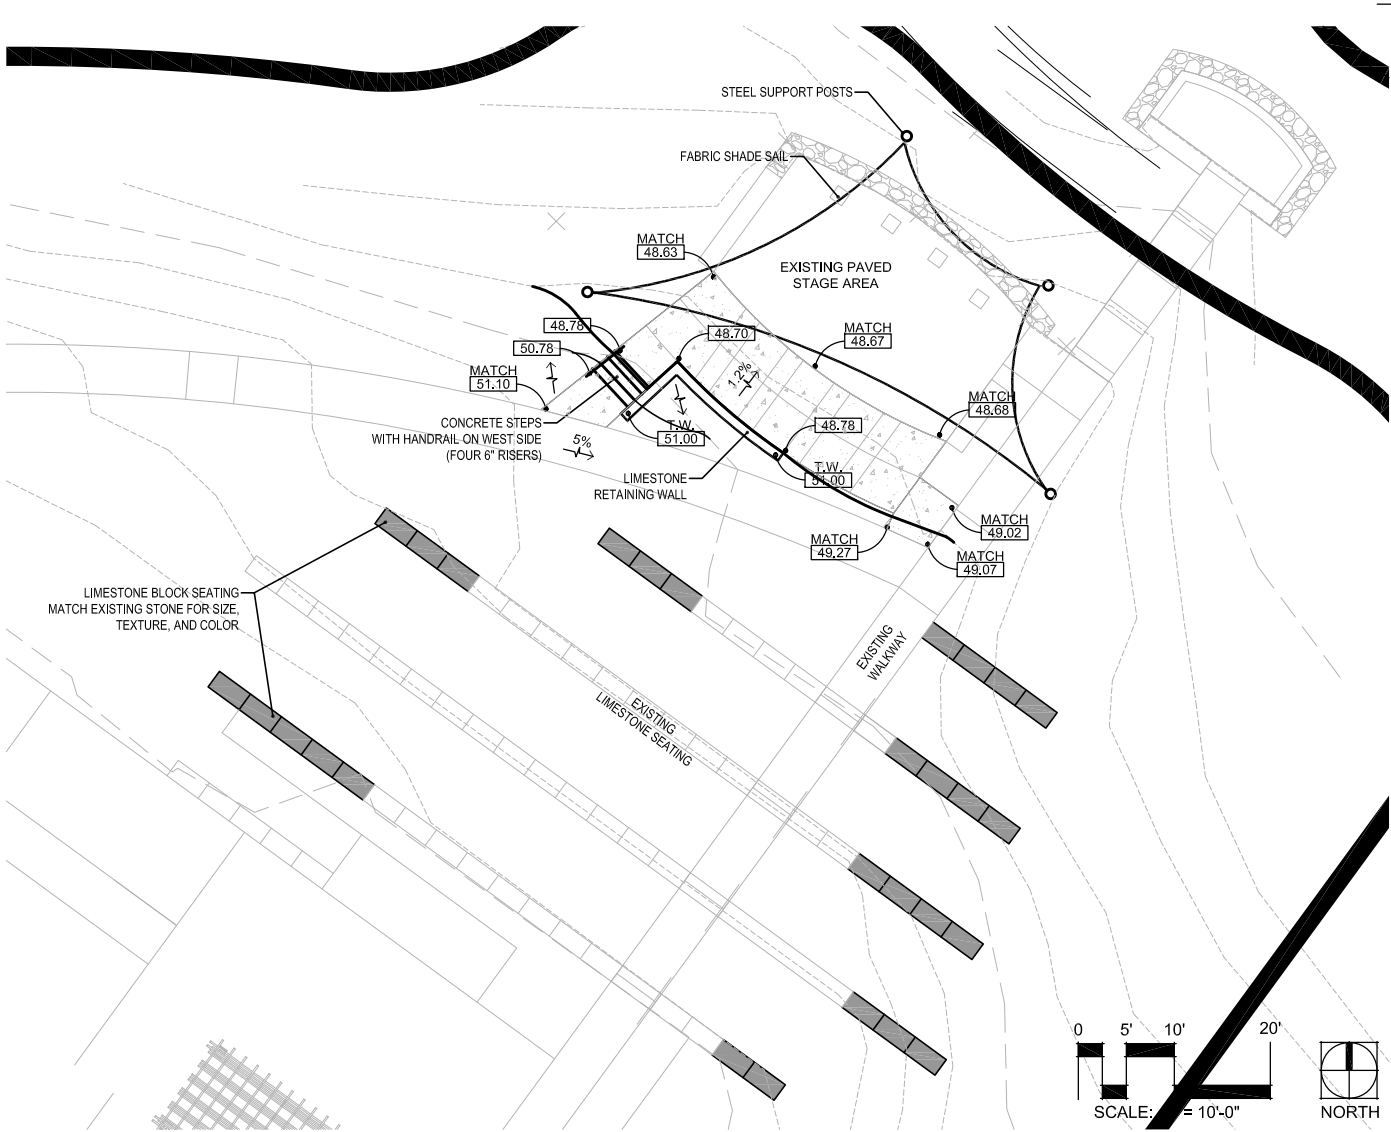 STEEL SUPPORT POSTS
FABRIC SHADE SAIL
MATCH
48.63
EXISTING PAVED
STAGE AREA
48.78
48.70
MATCH
48.67
50.78
MATCH
51.10
1.2%
MATCH
48.68
CONCRETE STEPS
WITH HANDRAIL ON WEST SIDE
(FOUR 6" RISERS)
5%
T.W.
51.00
48.78
LIMESTONE
RETAINING WALL
T.W.
51.00
MATCH
49.02
MATCH
49.27
MATCH
49.07
LIMESTONE BLOCK SEATING
MATCH EXISTING STONE FOR SIZE,
TEXTURE, AND COLOR
EXISTING
WALKWAY
EXISTING
LIMESTONE SEATING
0 5' 10' 20'
SCALE: = 10'-0"
NORTH